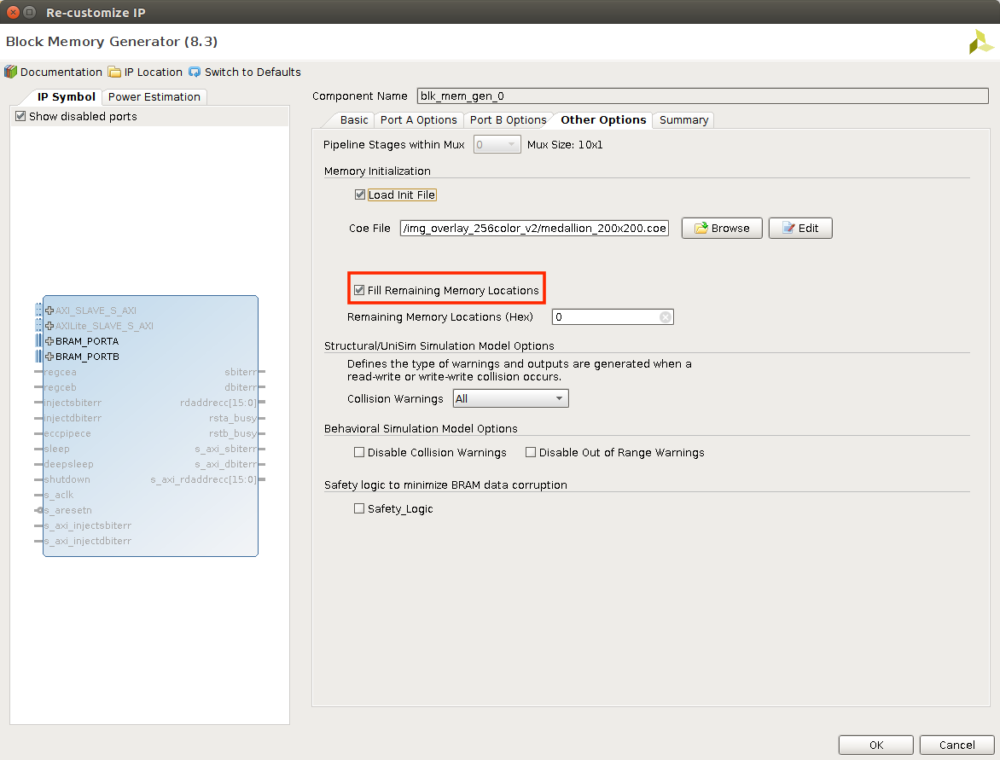 Re-customize IP
Block Memory Generator (8.3)
Documentation IP Location Switch to Defaults
IP Symbol Power Estimation
Show disabled ports
AXI_SLAVE_S_AXI
AXILite_SLAVE_S_AXI
BRAM_PORTA
BRAM_PORTB
regcea sbiterr
regceb dbiterr
injectsbiterr rdaddrecc[15:0]
injectdbiterr rsta_busy
eccpipece rstb_busy
sleep s_axi_sbiterr
deepsleep s_axi_dbiterr
shutdown s_axi_rdaddrecc[15:0]
s_aclk
s_aresetn
s_axi_injectsbiterr
s_axi_injectdbiterr
Component Name blk_mem_gen_0
Basic Port A Options Port B Options Other Options Summary
Pipeline Stages within Mux 0 Mux Size: 10x1
Memory Initialization
Load Init File
Coe File /img_overlay_256color_v2/medallion_200x200.coe Browse Edit
Fill Remaining Memory Locations
Remaining Memory Locations (Hex) 0
Structural/UniSim Simulation Model Options
Defines the type of warnings and outputs are generated when a
read-write or write-write collision occurs.
Collision Warnings All
Behavioral Simulation Model Options
Disable Collision Warnings Disable Out of Range Warnings
Safety logic to minimize BRAM data corruption
Safety_Logic
OK Cancel